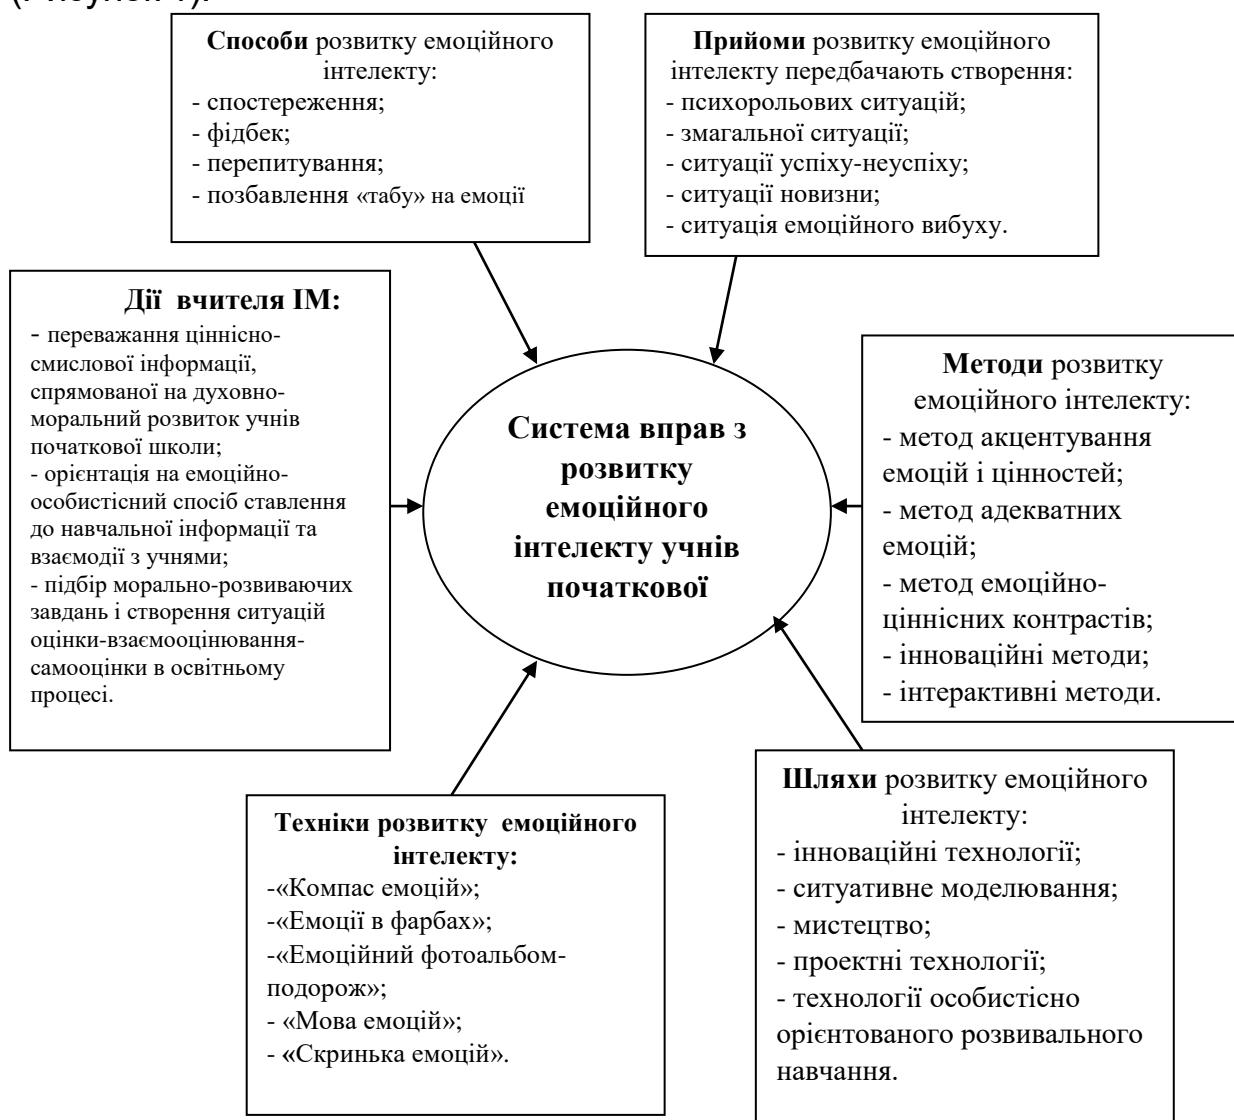 (Рисунок 1).
Способи розвитку емоційного
інтелекту:
- спостереження;
- фідбек;
- перепитування;
- позбавлення «табу» на емоції
Прийоми розвитку емоційного
інтелекту передбачають створення:
- психорольових ситуацій;
- змагальної ситуації;
- ситуації успіху-неуспіху;
- ситуації новизни;
- ситуація емоційного вибуху.
Дії вчителя ІМ:
- переважання ціннісно-
смислової інформації,
спрямованої на духовно-
моральний розвиток учнів
початкової школи;
- орієнтація на емоційно-
особистісний спосіб ставлення
до навчальної інформації та
взаємодії з учнями;
- підбір морально-розвиваючих
завдань і створення ситуацій
оцінки-взаємооцінювання-
самооцінки в освітньому
процесі.
Система вправ з
розвитку
емоційного
інтелекту учнів
початкової
Методи розвитку
емоційного інтелекту:
- метод акцентування
емоцій і цінностей;
- метод адекватних
емоцій;
- метод емоційно-
ціннісних контрастів;
- інноваційні методи;
- інтерактивні методи.
Техніки розвитку емоційного
інтелекту:
-«Компас емоцій»;
-«Емоції в фарбах»;
-«Емоційний фотоальбом-
подорож»;
- «Мова емоцій»;
- «Скринька емоцій».
Шляхи розвитку емоційного
інтелекту:
- інноваційні технології;
- ситуативне моделювання;
- мистецтво;
- проектні технології;
- технології особистісно
орієнтованого розвивального
навчання.